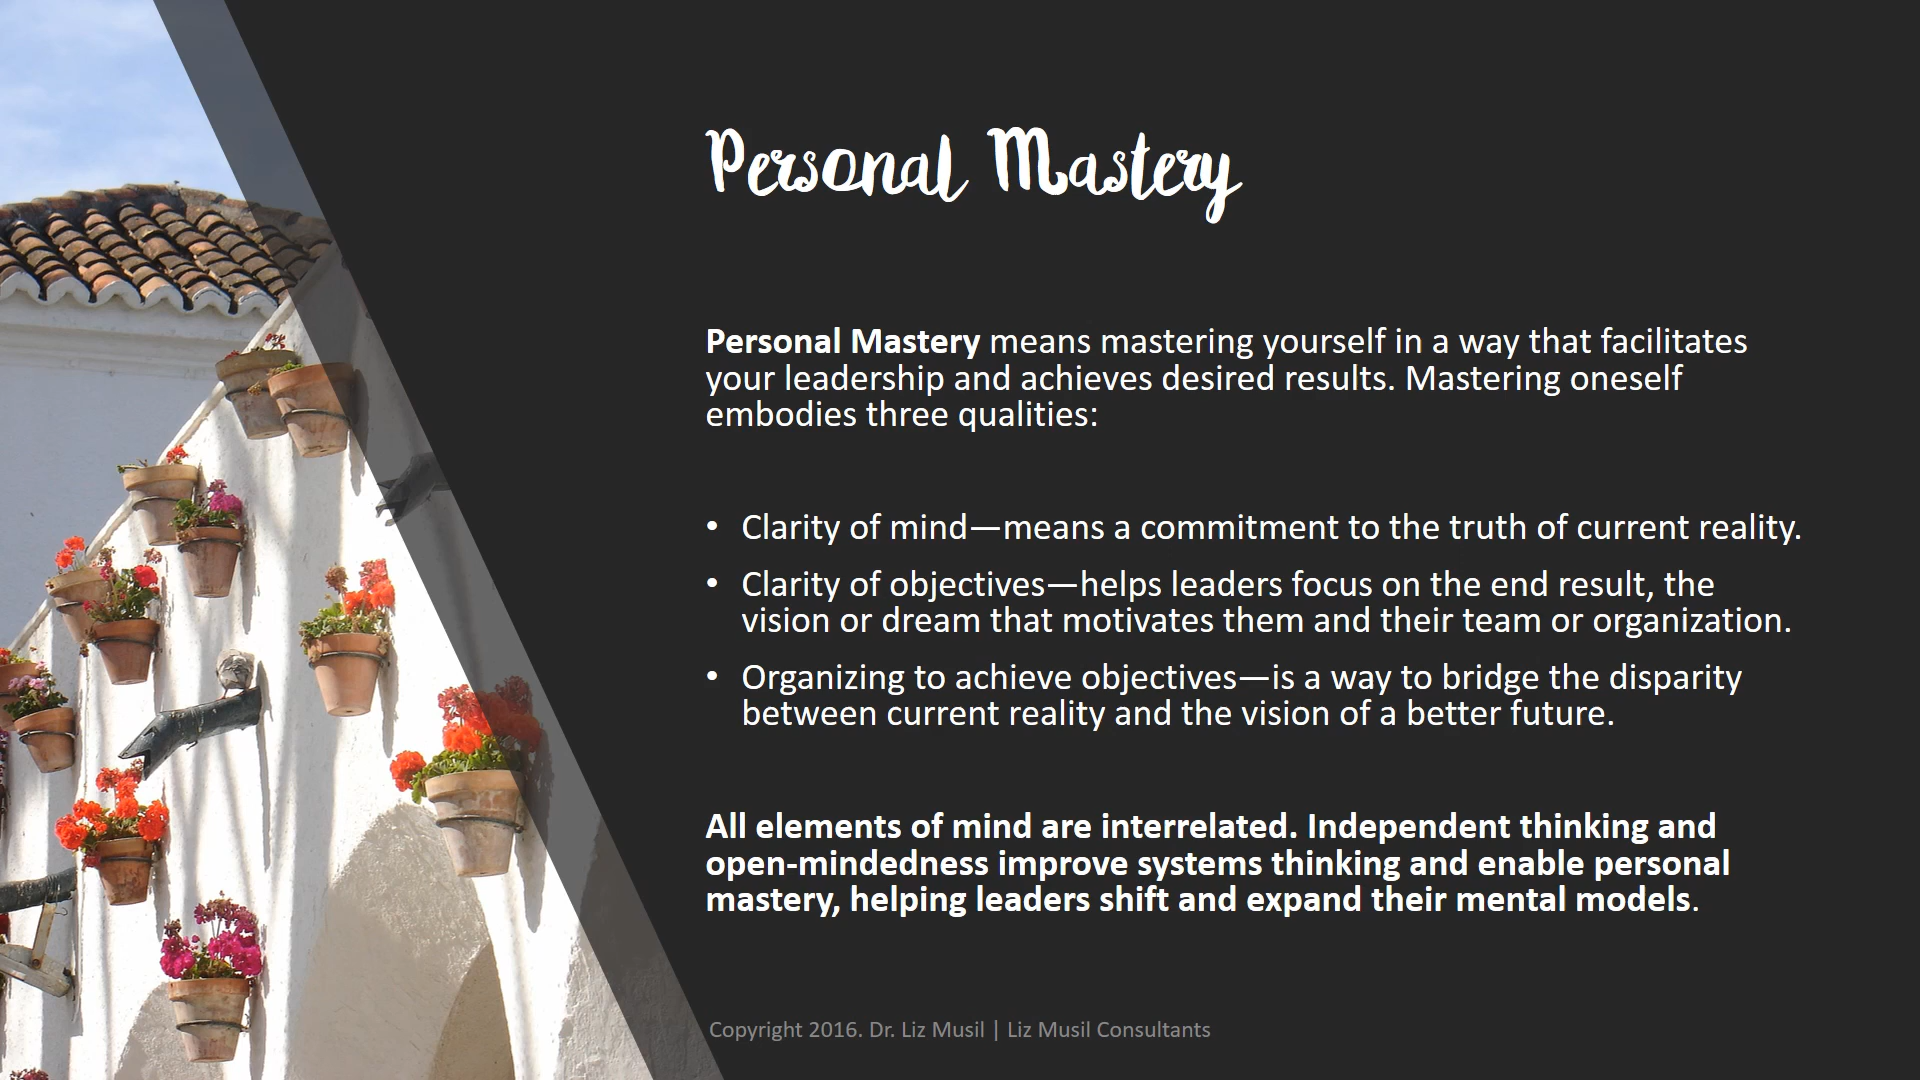 Personal Mastery
Personal Mastery means mastering yourself in a way that facilitates
your leadership and achieves desired results. Mastering oneself
embodies three qualities:
• Clarity of mind—means a commitment to the truth of current reality.
• Clarity of objectives—helps leaders focus on the end result, the
vision or dream that motivates them and their team or organization.
• Organizing to achieve objectives—is a way to bridge the disparity
between current reality and the vision of a better future.
All elements of mind are interrelated. Independent thinking and
open-mindedness improve systems thinking and enable personal
mastery, helping leaders shift and expand their mental models.
Copyright 2016. Dr. Liz Musil | Liz Musil Consultants